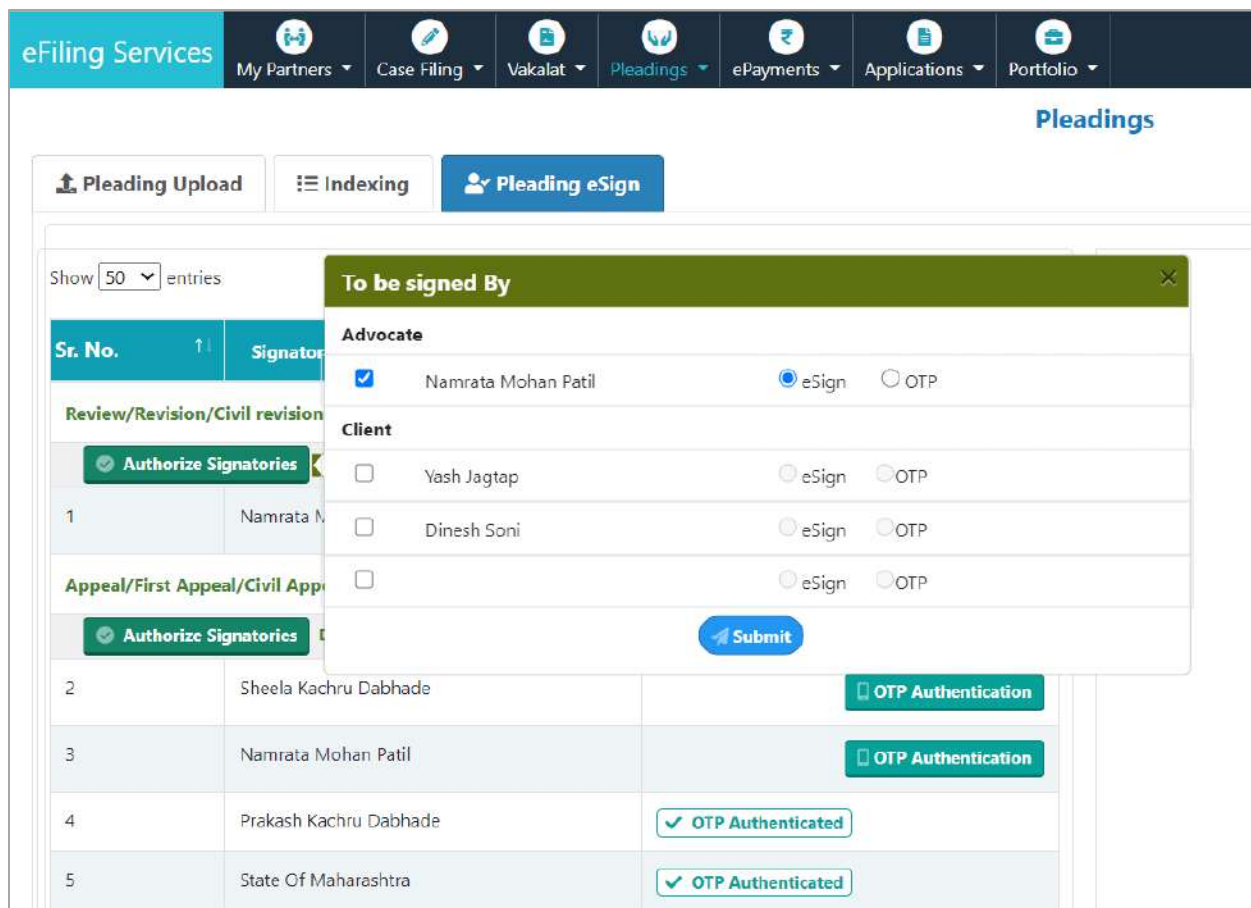 eFiling Services
My Partners
Case Filing
Vakalat
Pleadings
ePayments
Applications
Portfolio
Pleadings
Pleading Upload
Indexing
Pleading eSign
Show 50 entries
To be signed By
Advocate
Namrata Mohan Patil eSign OTP
Client
Yash Jagtap eSign OTP
Dinesh Soni eSign OTP
eSign OTP
Submit
Sr. No.
Review/Revision/Civil revision
Authorize Signatories
1 Namrata
Appeal/First Appeal/Civil
Authorize Signatories
2 Sheela Kachru Dabhade OTP Authentication
3 Namrata Mohan Patil OTP Authentication
4 Prakash Kachru Dabhade OTP Authenticated
5 State Of Maharashtra OTP Authenticated